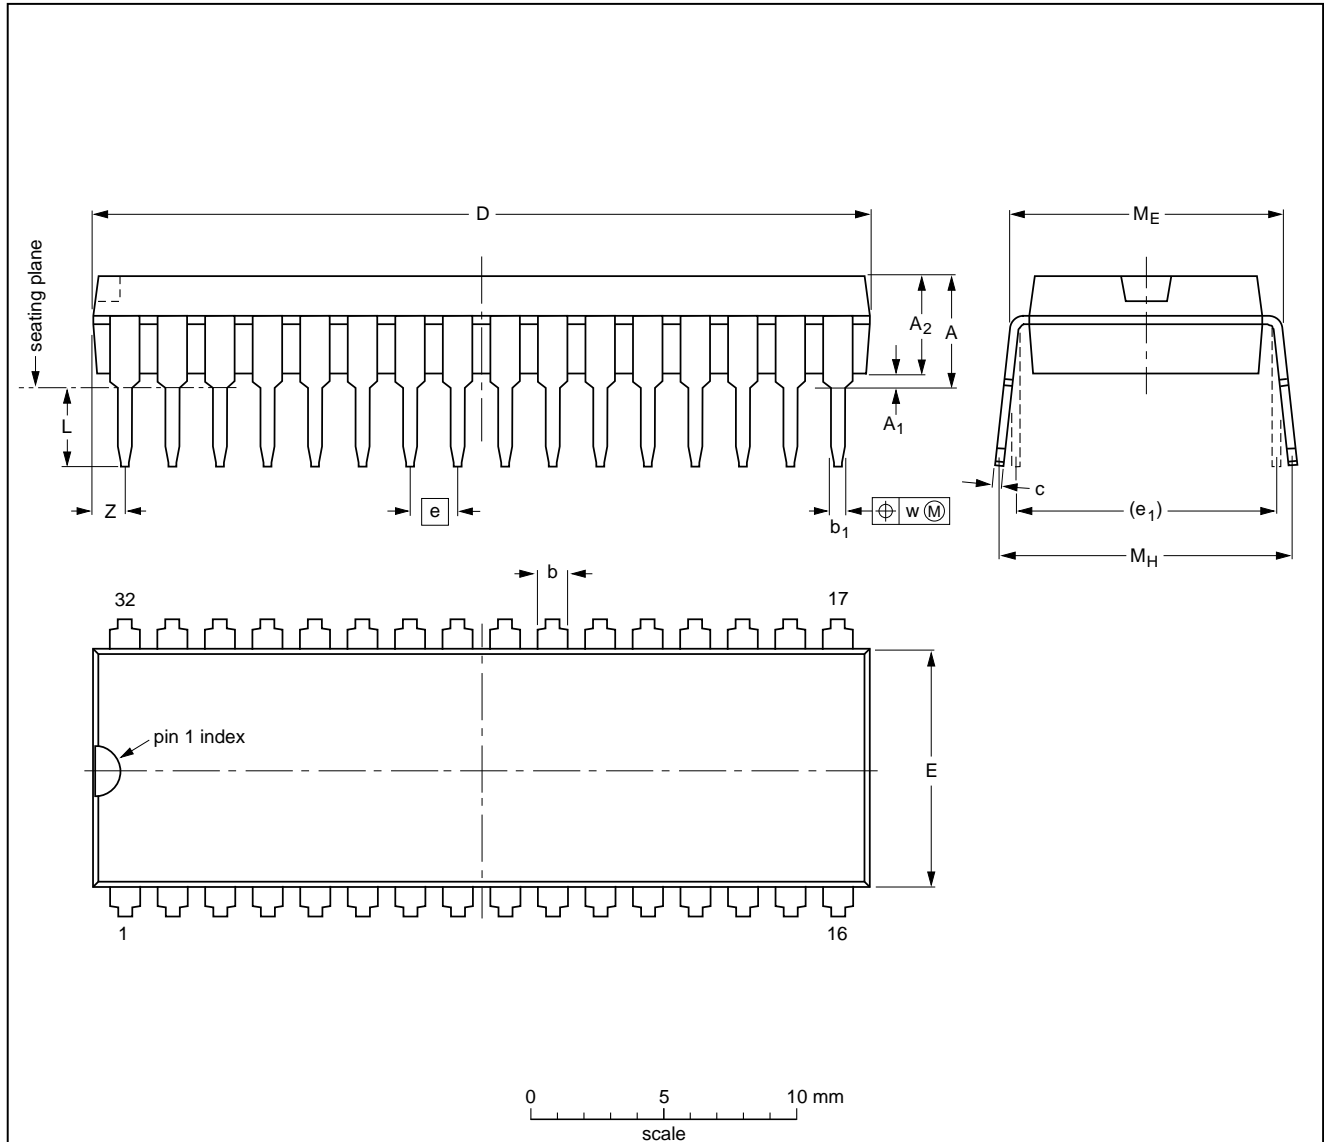 D
M_E
seating plane
A_2
A
L
A_1
Z
e
b_1
w M
c
(e_1)
M_H
b
32
17
pin 1 index
E
1
16
0
5
10 mm
scale